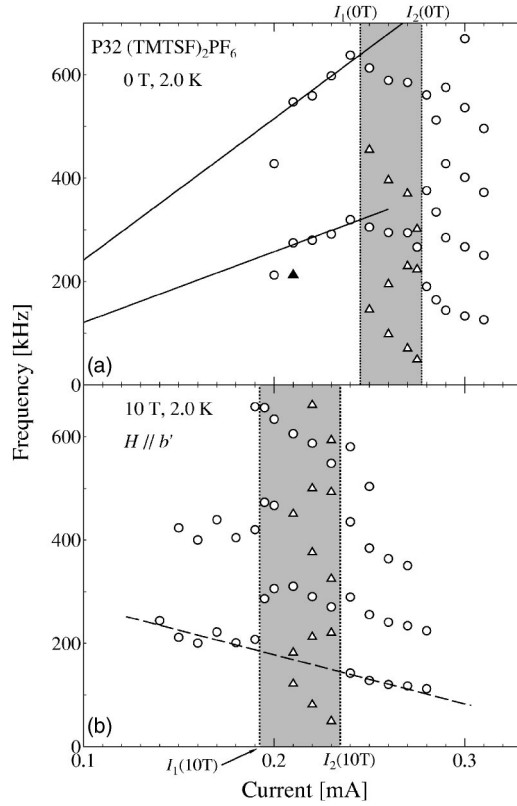 I₁(0T) I₂(0T)
P32 (TMTSF)₂PF₆
0 T, 2.0 K
600
400
200
(a)
0
Frequency [kHz]
10 T, 2.0 K
H // b'
600
400
200
(b)
0
0.1 0.2 0.3
I₁(10T) I₂(10T)
Current [mA]